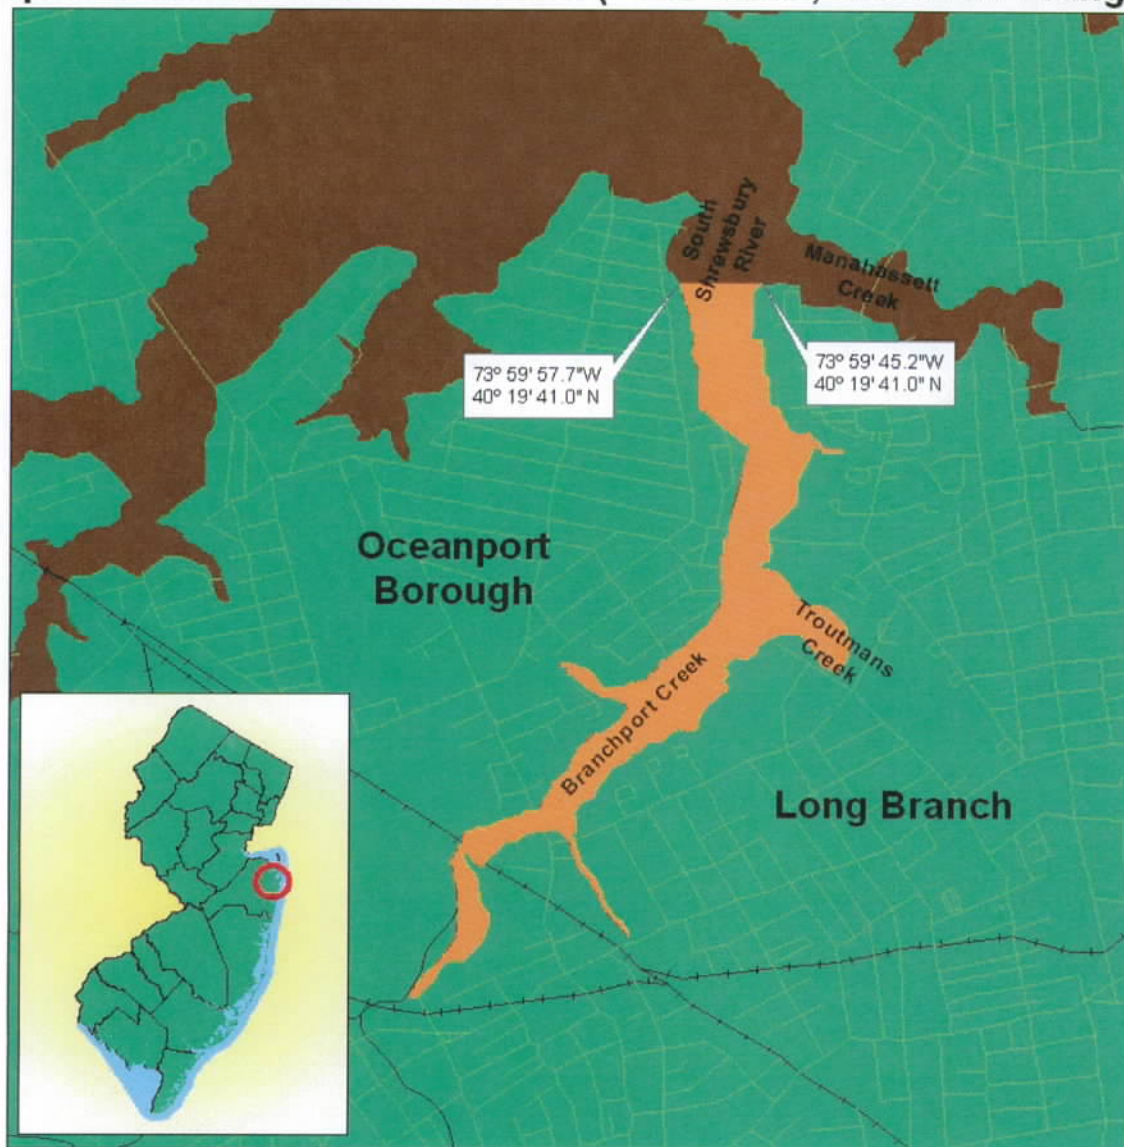 South
Shrewsbury
River
Manahassett
Creek
73° 59' 57.7"W
40° 19' 41.0" N
73° 59' 45.2"W
40° 19' 41.0" N
Oceanport
Borough
Troutmans
Creek
Branchport Creek
Long Branch